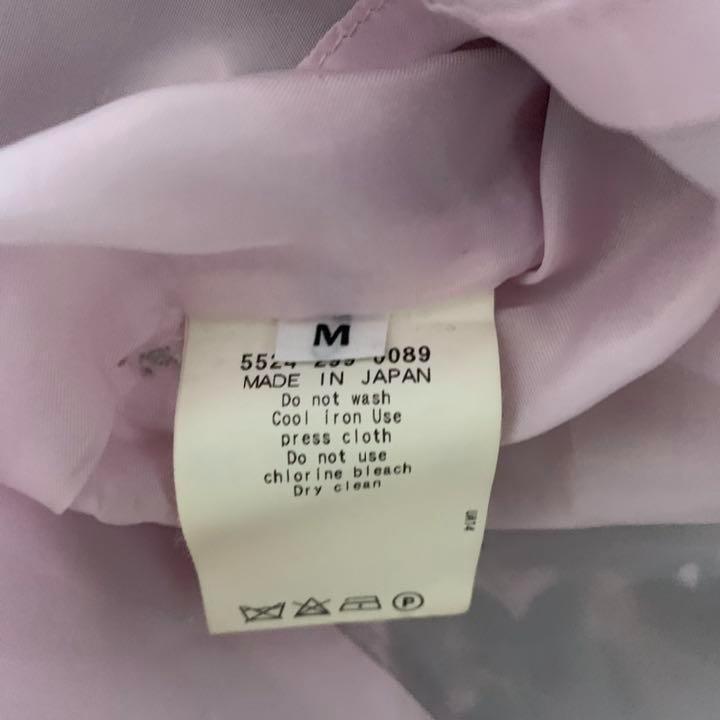 M
5524 0089
MADE IN JAPAN
Do not wash
Cool iron Use
press cloth
Do not use
chlorine bleach
Dry clean
P